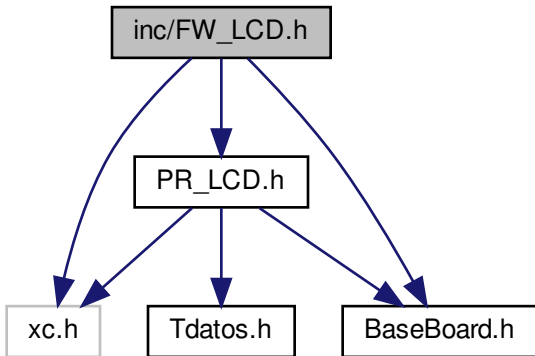 inc/FW_LCD.h
PR_LCD.h
xc.h
Tdatos.h
BaseBoard.h